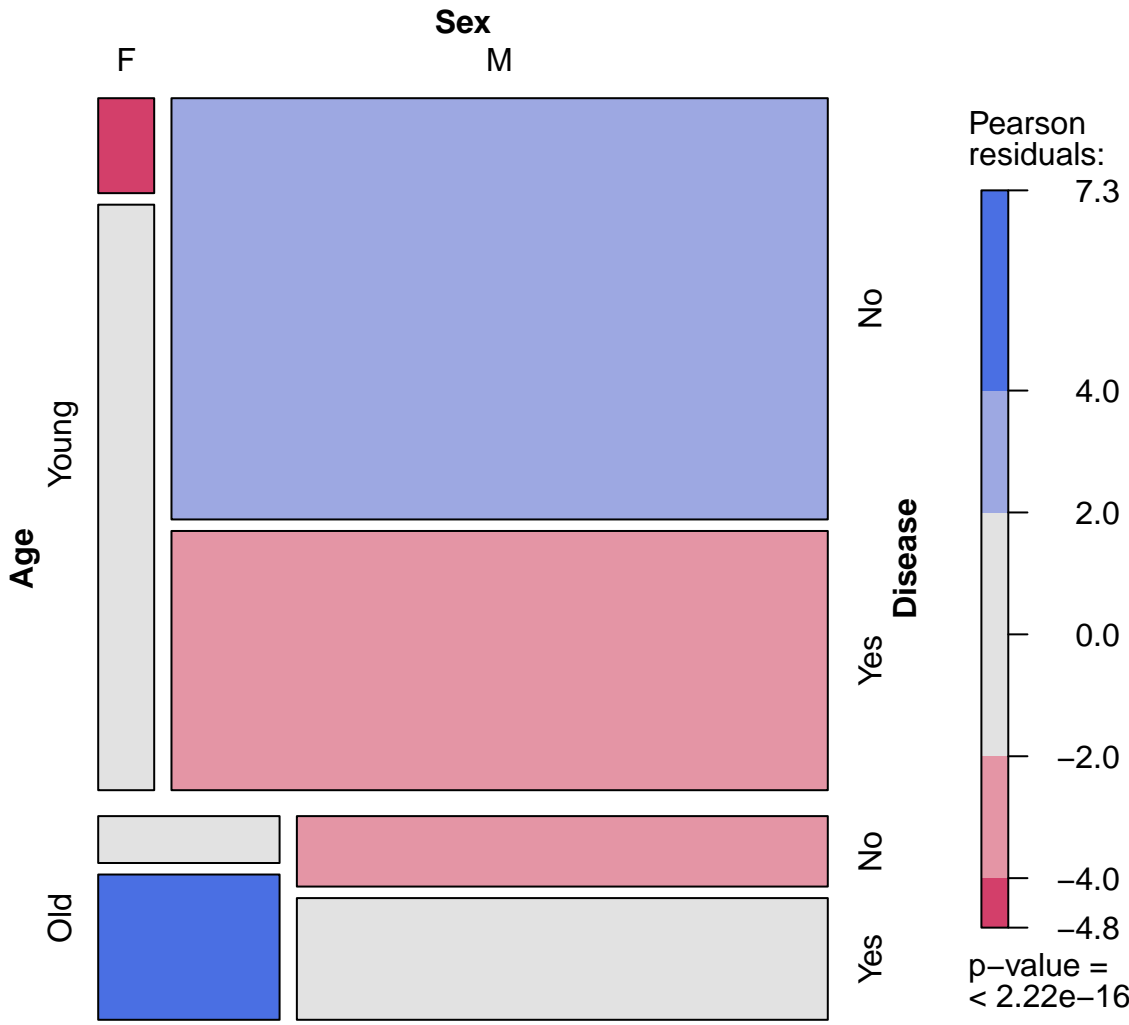 Sex
F M
Age
Young
Old
No
Yes
No
Yes
Disease
Pearson
residuals:
7.3
4.0
2.0
0.0
−2.0
−4.0
−4.8
p−value =
< 2.22e−16